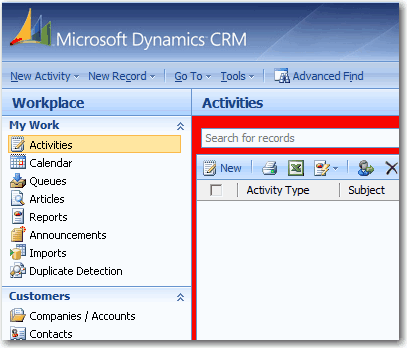 Microsoft Dynamics CRM
New Activity New Record Go To Tools Advanced Find
Workplace
Activities
My Work
Activities
Calendar
Queues
Articles
Reports
Announcements
Imports
Duplicate Detection
Customers
Companies / Accounts
Contacts
Search for records
New
Activity Type Subject